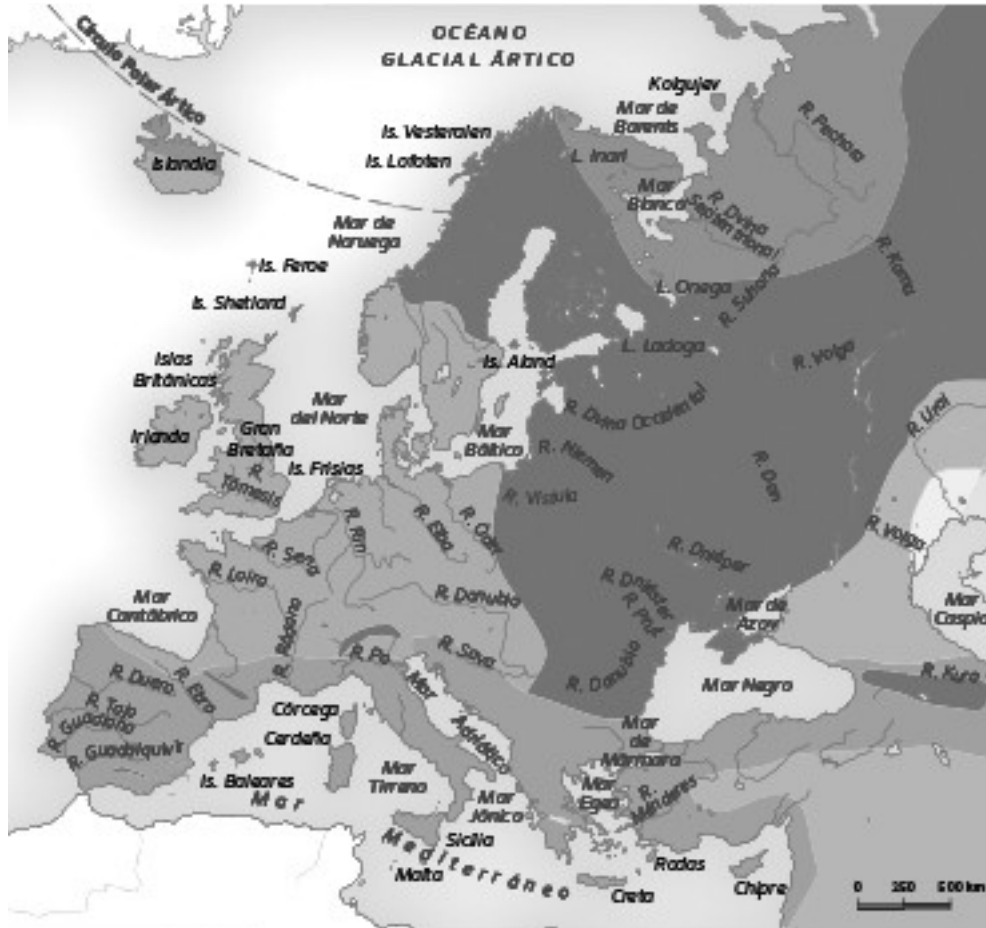 OCÉANO
GLACIAL ÁRTICO
Círculo Polar Ártico
Kolgujev
Mar de
Barents
R. Pechora
Is. Vesteralen
Is. Lofoten
L. Inari
Islandia
Mar
Blanco
R. Dvina
Septentrional
Mar de
Noruega
Is. Feroe
L. Onega
R. Suhona
R. Kama
Is. Shetland
L. Ladoga
R. Volga
Islas
Británicas
Is. Aland
R. Dvina Occidental
R. Ural
Mar
del Norte
Irlanda
Gran
Bretaña
Mar
Báltico
R. Niemen
R. Don
R.
Támesis
Is. Frisias
R. Vístula
R. Rin
R. Elba
R. Oder
R. Volga
R. Sena
R. Dniéper
R. Loira
R. Danubio
R. Dniéster
R. Prut
Mar
Cantábrico
Mar de
Azov
Mar
Caspio
R. Ródano
R. Po
R. Sava
R. Duero
R. Ebro
R. Danubio
Mar Negro
R. Kura
R. Tajo
R. Guadiana
R. Guadalquivir
Córcega
Cerdeña
Mar
Adriático
Mar
de
Mármara
Is. Baleares
Mar
Tirreno
Mar
Jónico
Mar
Egeo
R.
Menderes
Sicilia
Malta
Mar
Mediterráneo
Rodas
Creta
Chipre
0 250 500 km